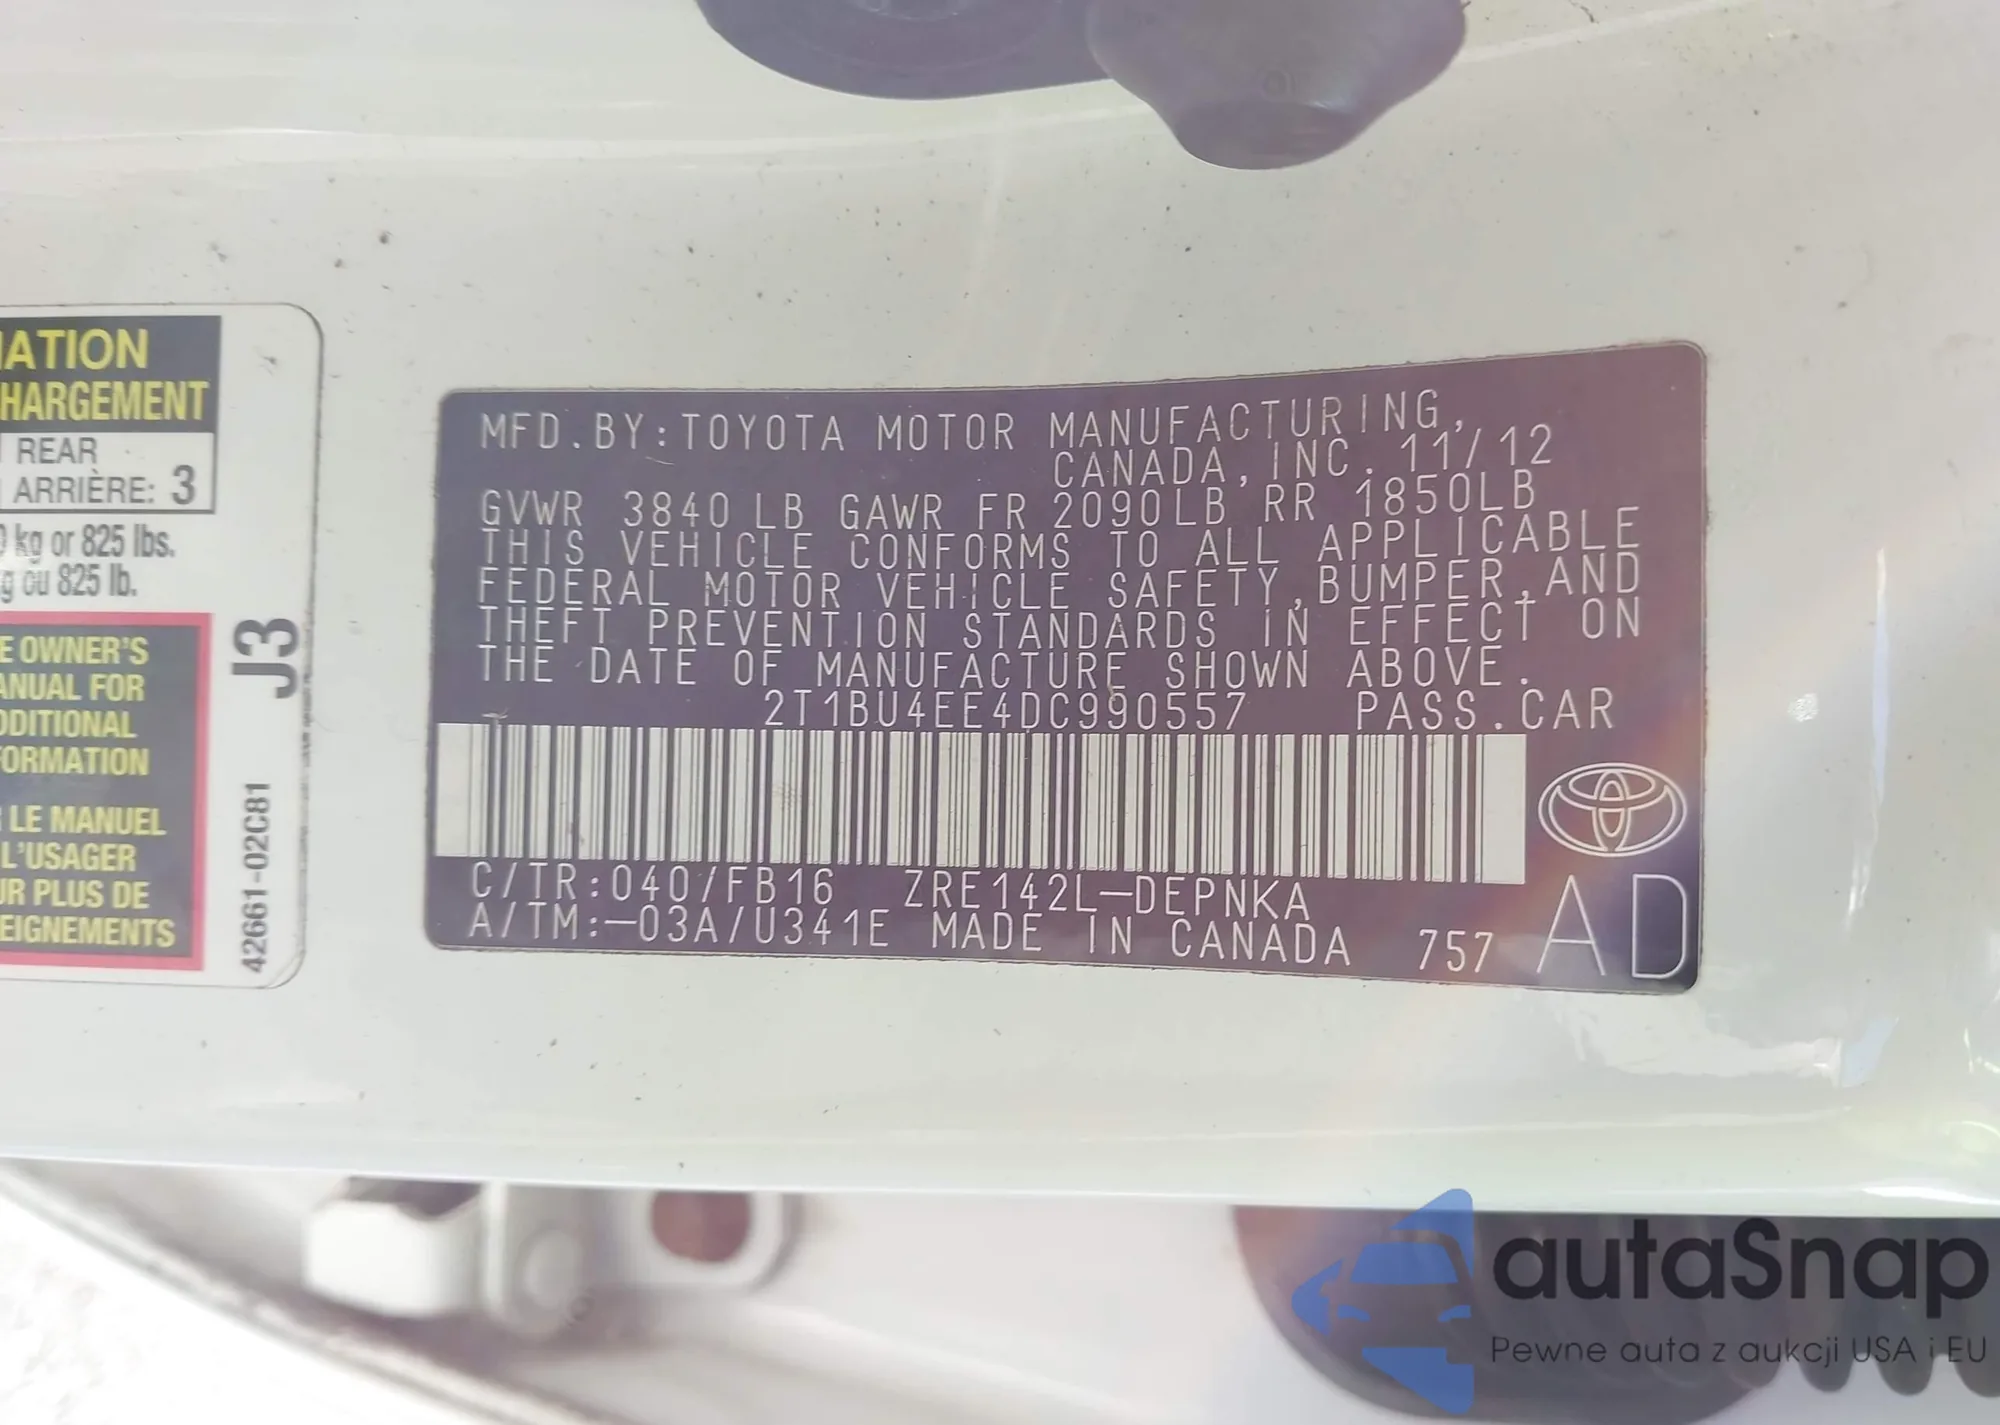 IATION
HARGEMENT
REAR
ARRIÈRE: 3
kg or 825 lbs.
g ou 825 lb.
E OWNER'S
ANUAL FOR
DDITIONAL
FORMATION
R LE MANUEL
L'USAGER
UR PLUS DE
EIGNEMENTS
J3
42661-02C81
MFD.BY:TOYOTA MOTOR MANUFACTURING,
CANADA,INC. 11/12
GVWR 3840 LB GAWR FR 2090LB RR 1850LB
THIS VEHICLE CONFORMS TO ALL APPLICABLE
FEDERAL MOTOR VEHICLE SAFETY,BUMPER,AND
THEFT PREVENTION STANDARDS IN EFFECT ON
THE DATE OF MANUFACTURE SHOWN ABOVE.
2T1BU4EE4DC990557 PASS.CAR
C/TR:040/FB16 ZRE142L-DEPNKA
A/TM:-03A/U341E MADE IN CANADA 757 AD
autaSnap
Pewne auta z aukcji USA i EU